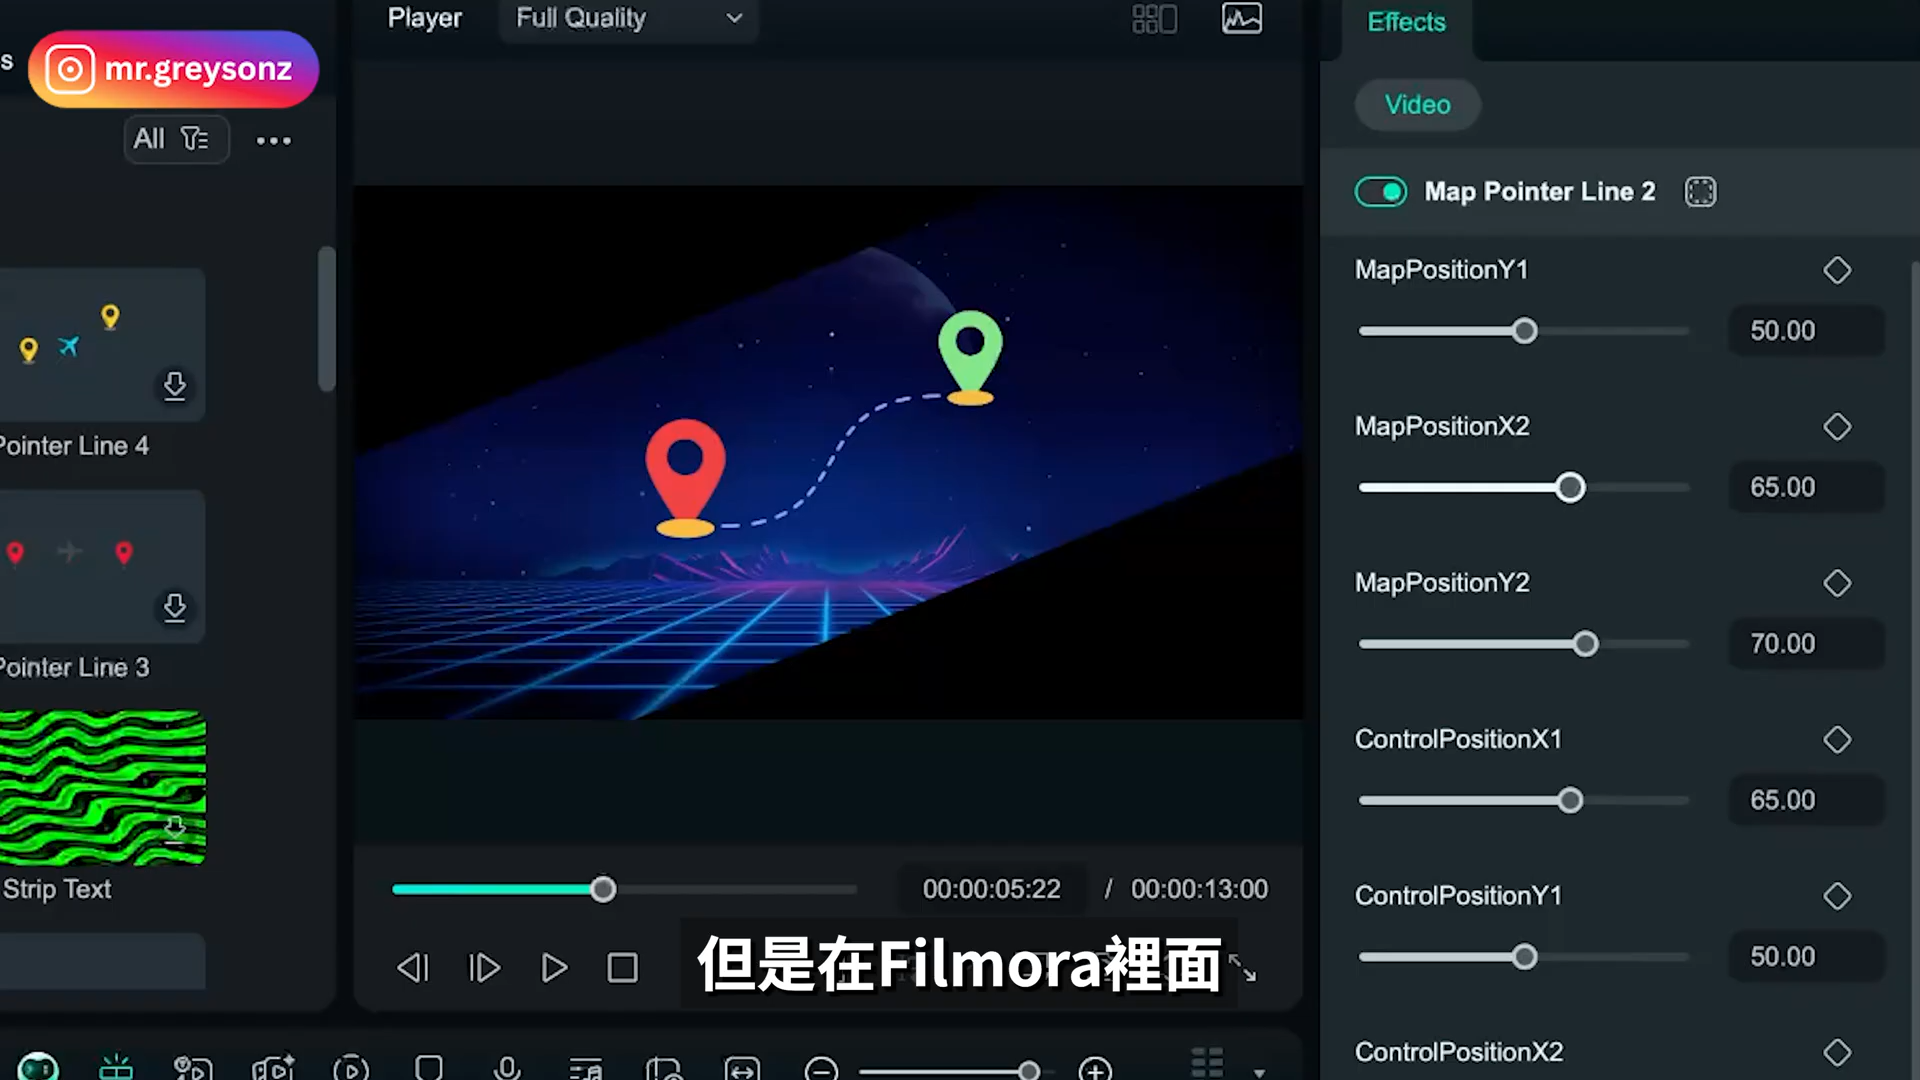 Player
Full Quality
Effects
s
mr.greysonz
Video
All
Map Pointer Line 2
MapPositionY1
50.00
Pointer Line 4
MapPositionX2
65.00
MapPositionY2
70.00
Pointer Line 3
ControlPositionX1
65.00
Strip Text
00:00:05:22 / 00:00:13:00
ControlPositionY1
50.00
但是在Filmora裡面
ControlPositionX2